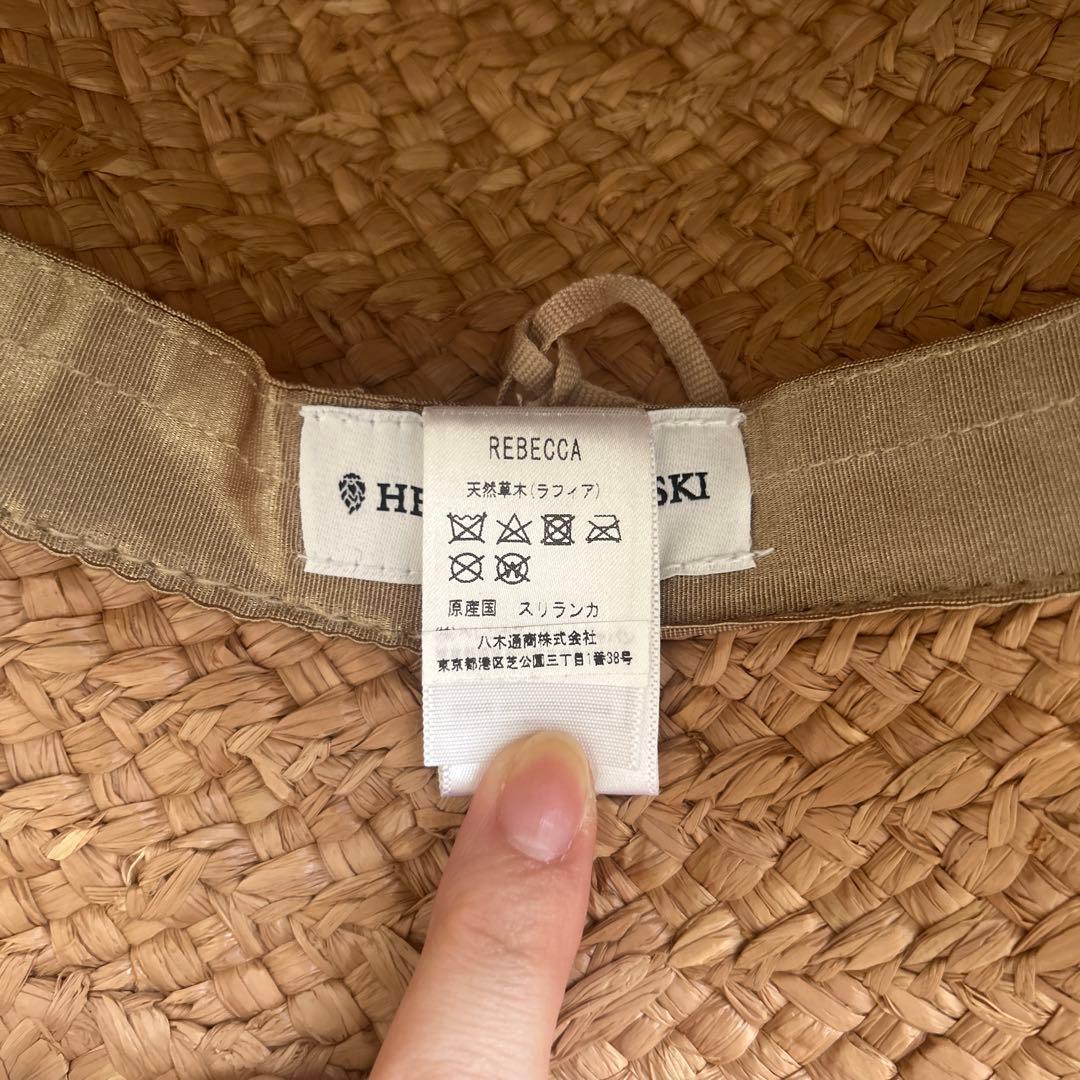 REBECCA
天然草木(ラフィア)
HE SKI
原産国 スリランカ
八木通商株式会社
東京都港区芝公園三丁目1番38号